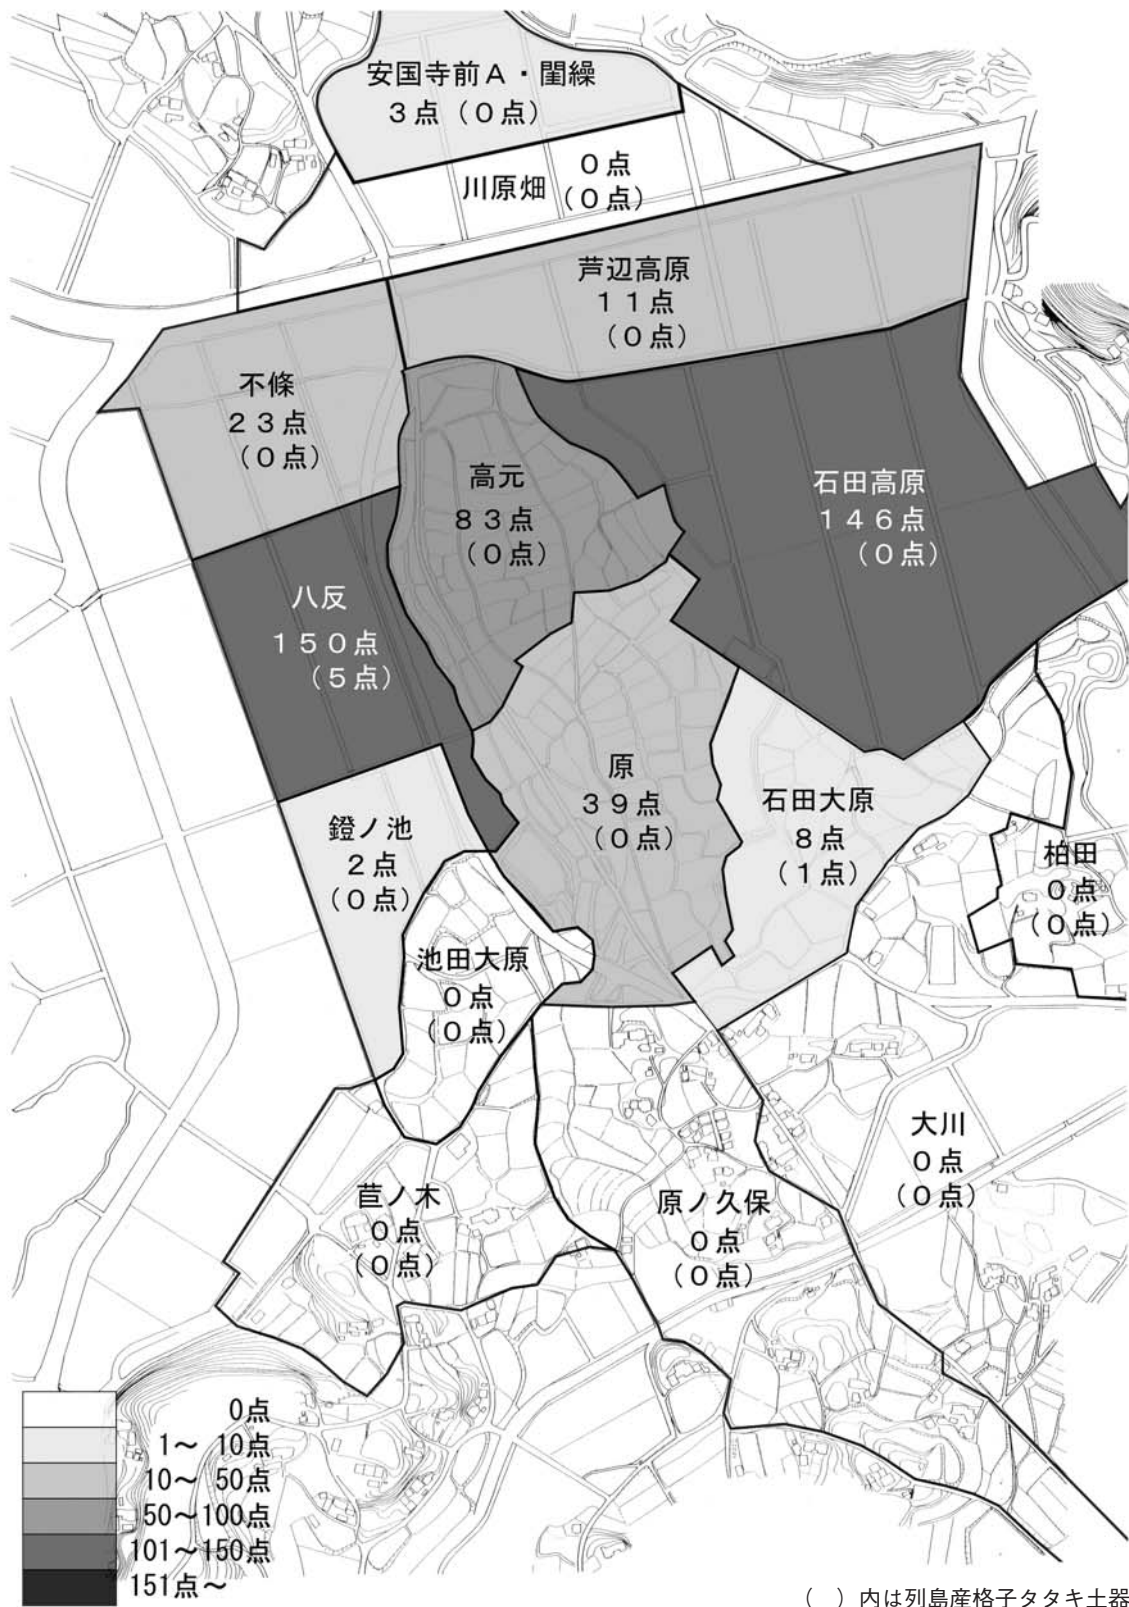 安国寺前A・閨繰
3点（0点）
川原畑
0点
（0点）
芦辺高原
11点
（0点）
不條
23点
（0点）
高元
83点
（0点）
石田高原
146点
（0点）
八反
150点
（5点）
原
39点
（0点）
石田大原
8点
（1点）
鐙ノ池
2点
（0点）
柏田
0点
（0点）
池田大原
0点
（0点）
大川
0点
（0点）
苣ノ木
0点
（0点）
原ノ久保
0点
（0点）
0点
1～ 10点
10～ 50点
50～100点
101～150点
151点～
（　）内は列島産格子タタキ土器